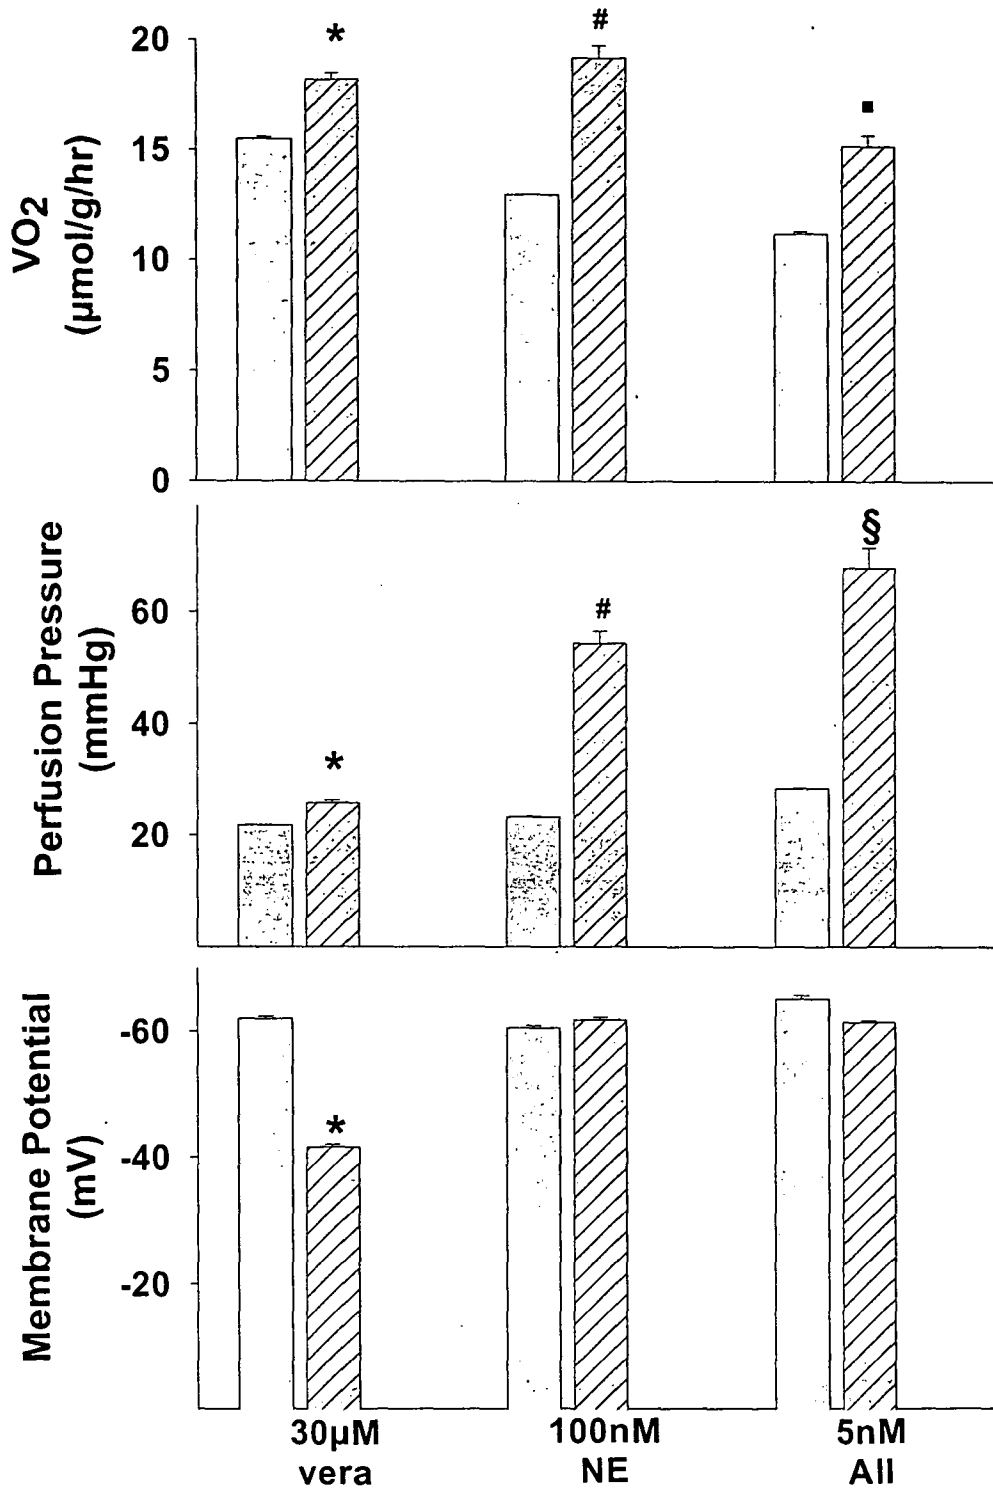 VO2
(µmol/g/hr)
20
15
10
5
0
*
#
■
Perfusion Pressure
(mmHg)
60
40
20
*
#
§
Membrane Potential
(mV)
-60
-40
-20
*
30µM
vera
100nM
NE
5nM
AII